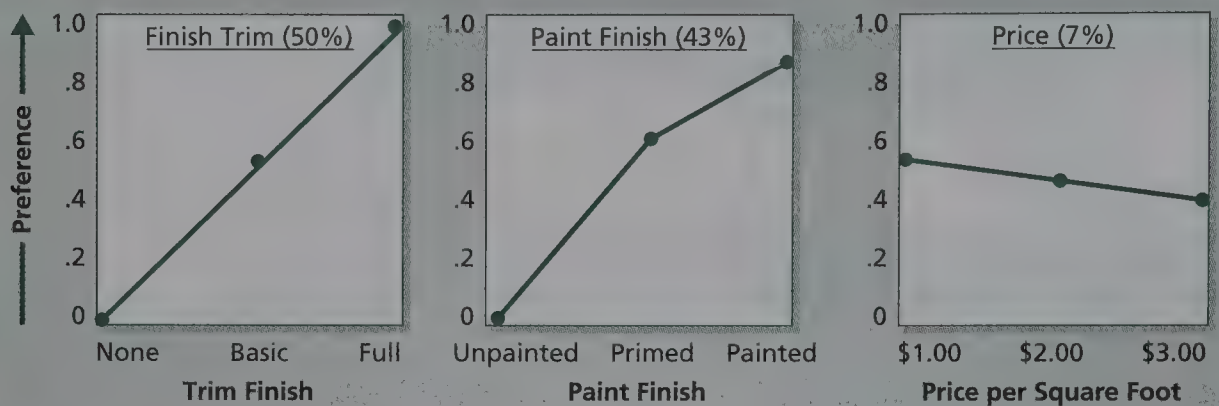 Finish Trim (50%)
Paint Finish (43%)
Price (7%)
Preference
1.0
.8
.6
.4
.2
0
1.0
.8
.6
.4
.2
0
1.0
.8
.6
.4
.2
0
None Basic Full
Unpainted Primed Painted
$1.00 $2.00 $3.00
Trim Finish
Paint Finish
Price per Square Foot